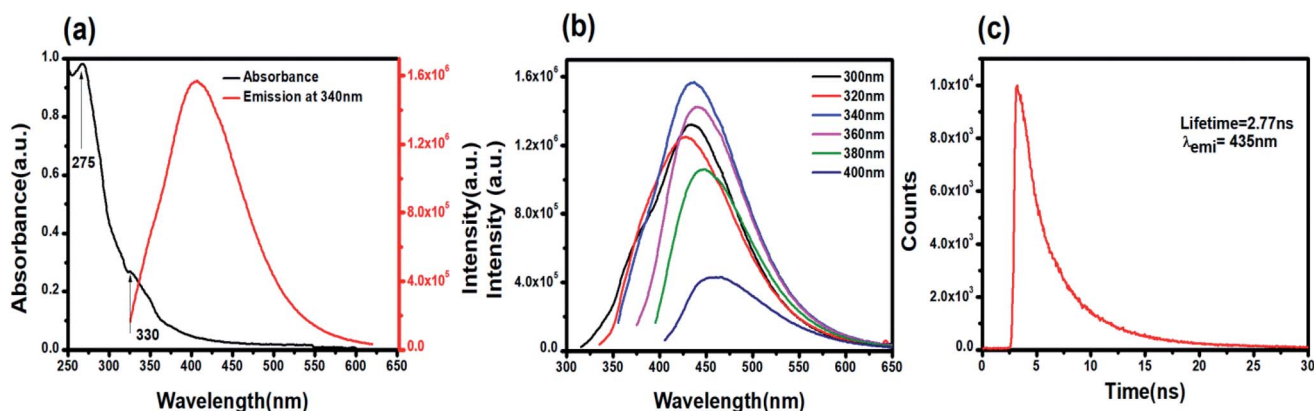 (a)
1.0
0.8
0.6
0.4
0.2
0.0
Absorbance(a.u.)
275
330
Absorbance
Emission at 340nm
1.6x10⁶
1.2x10⁶
8.0x10⁵
4.0x10⁵
0.0
Intensity(a.u.)
250 300 350 400 450 500 550 600 650
Wavelength(nm)
(b)
1.6x10⁶
1.2x10⁶
8.0x10⁵
4.0x10⁵
0.0
Intensity (a.u.)
300nm
320nm
340nm
360nm
380nm
400nm
300 350 400 450 500 550 600 650
Wavelength(nm)
(c)
1.0x10⁴
8.0x10³
6.0x10³
4.0x10³
2.0x10³
0.0
Counts
Lifetime=2.77ns
λemi= 435nm
0 5 10 15 20 25 30
Time(ns)